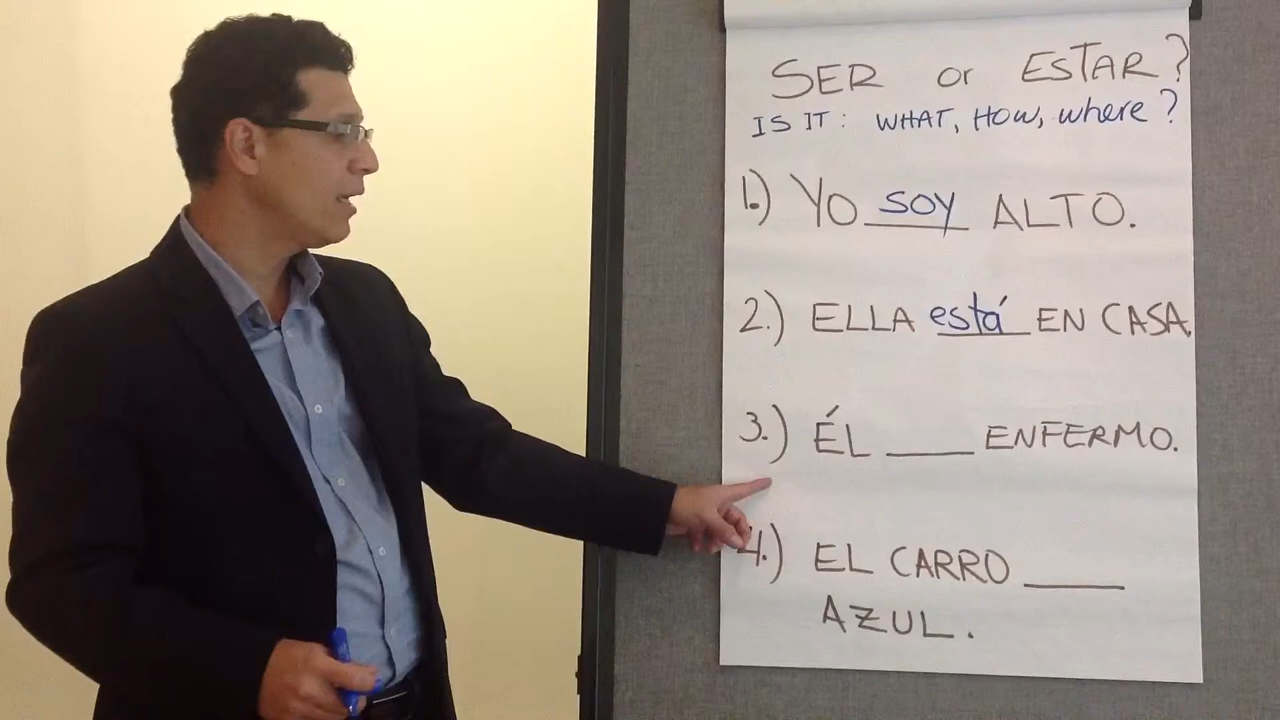 SER or ESTAR?
IS IT: WHAT, HOW, where?
1.) YO soy ALTO.
2.) ELLA está EN CASA.
3.) ÉL ____ ENFERMO.
4.) EL CARRO ____
AZUL.